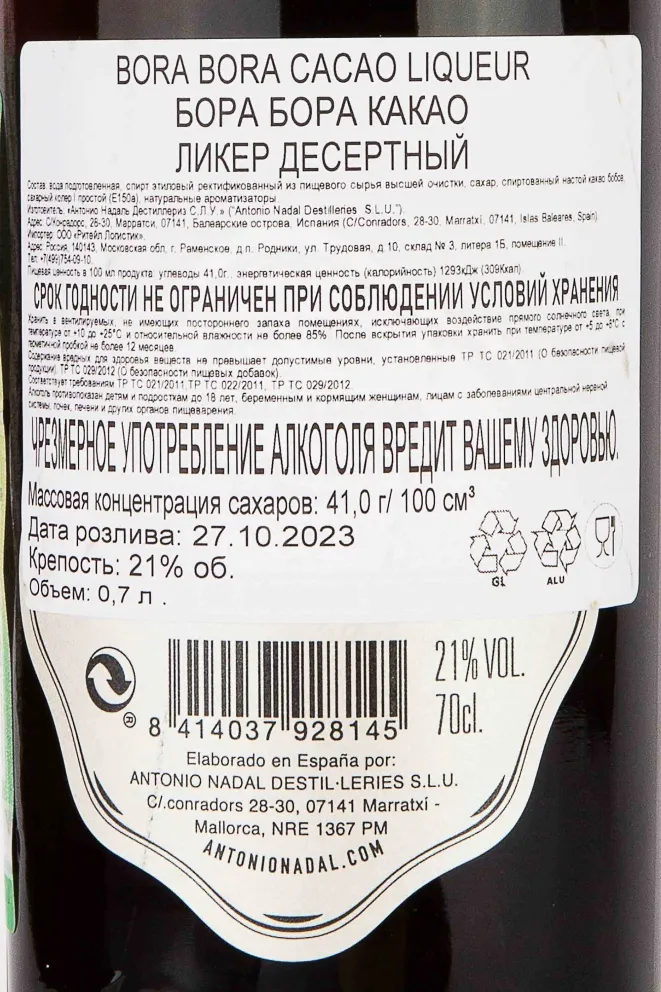 BORA BORA CACAO LIQUEUR
БОРА БОРА КАКАО
ЛИКЕР ДЕСЕРТНЫЙ
Состав: вода подготовленная, спирт этиловый ректификованный из пищевого сырья высшей очистки, сахар, спиртованный настой какао бобов,
сахарный колер I простой (Е150а), натуральные ароматизаторы.
Изготовитель: «Антонио Надаль Дестиллериз С.Л.У.» ("Antonio Nadal Destilleries S.L.U.").
Адрес: С/Конрадорс, 28-30, Марратси, 07141, Балеарские острова, Испания (C/Conradors, 28-30, Marratxi, 07141, Islas Baleares, Spain)
Импортер: ООО «Ритейл Логистик».
Адрес: Россия, 140143, Московская обл, г. Раменское, д.п. Родники, ул. Трудовая, д.10, склад № 3, литера 1Б, помещение II.
Тел. +7(499)754-09-10.
Пищевая ценность в 100 мл продукта: углеводы 41,0г., энергетическая ценность (калорийность) 1293кДж (309Ккал)
СРОК ГОДНОСТИ НЕ ОГРАНИЧЕН ПРИ СОБЛЮДЕНИИ УСЛОВИЙ ХРАНЕНИЯ
Хранить в вентилируемых, не имеющих постороннего запаха помещениях, исключающих воздействие прямого солнечного света, при
температуре от +10 до +25°С и относительной влажности не более 85% После вскрытия упаковки хранить при температуре от +5 до +6°С с
герметичной пробкой не более 12 месяцев.
Содержание вредных для здоровья веществ не превышает допустимые уровни, установленные ТР ТС 021/2011 (О безопасности пищевой
продукции), ТР ТС 029/2012 (О безопасности пищевых добавок).
Соответствует требованиям ТР ТС 021/2011, ТР ТС 022/2011, ТР ТС 029/2012.
Алкоголь противопоказан детям и подросткам до 18 лет, беременным и кормящим женщинам, лицам с заболеваниями центральной нервной
системы, почек, печени и других органов пищеварения.
ЧРЕЗМЕРНОЕ УПОТРЕБЛЕНИЕ АЛКОГОЛЯ ВРЕДИТ ВАШЕМУ ЗДОРОВЬЮ.
Массовая концентрация сахаров: 41,0 г/ 100 см³
Дата розлива: 27.10.2023
Крепость: 21% об.
Объем: 0,7 л .
GL ALU
21% VOL.
70cl.
8 414037 928145
Elaborado en España por:
ANTONIO NADAL DESTIL·LERIES S.L.U.
C/.conradors 28-30, 07141 Marratxí -
Mallorca, NRE 1367 PM
ANTONIONADAL.COM